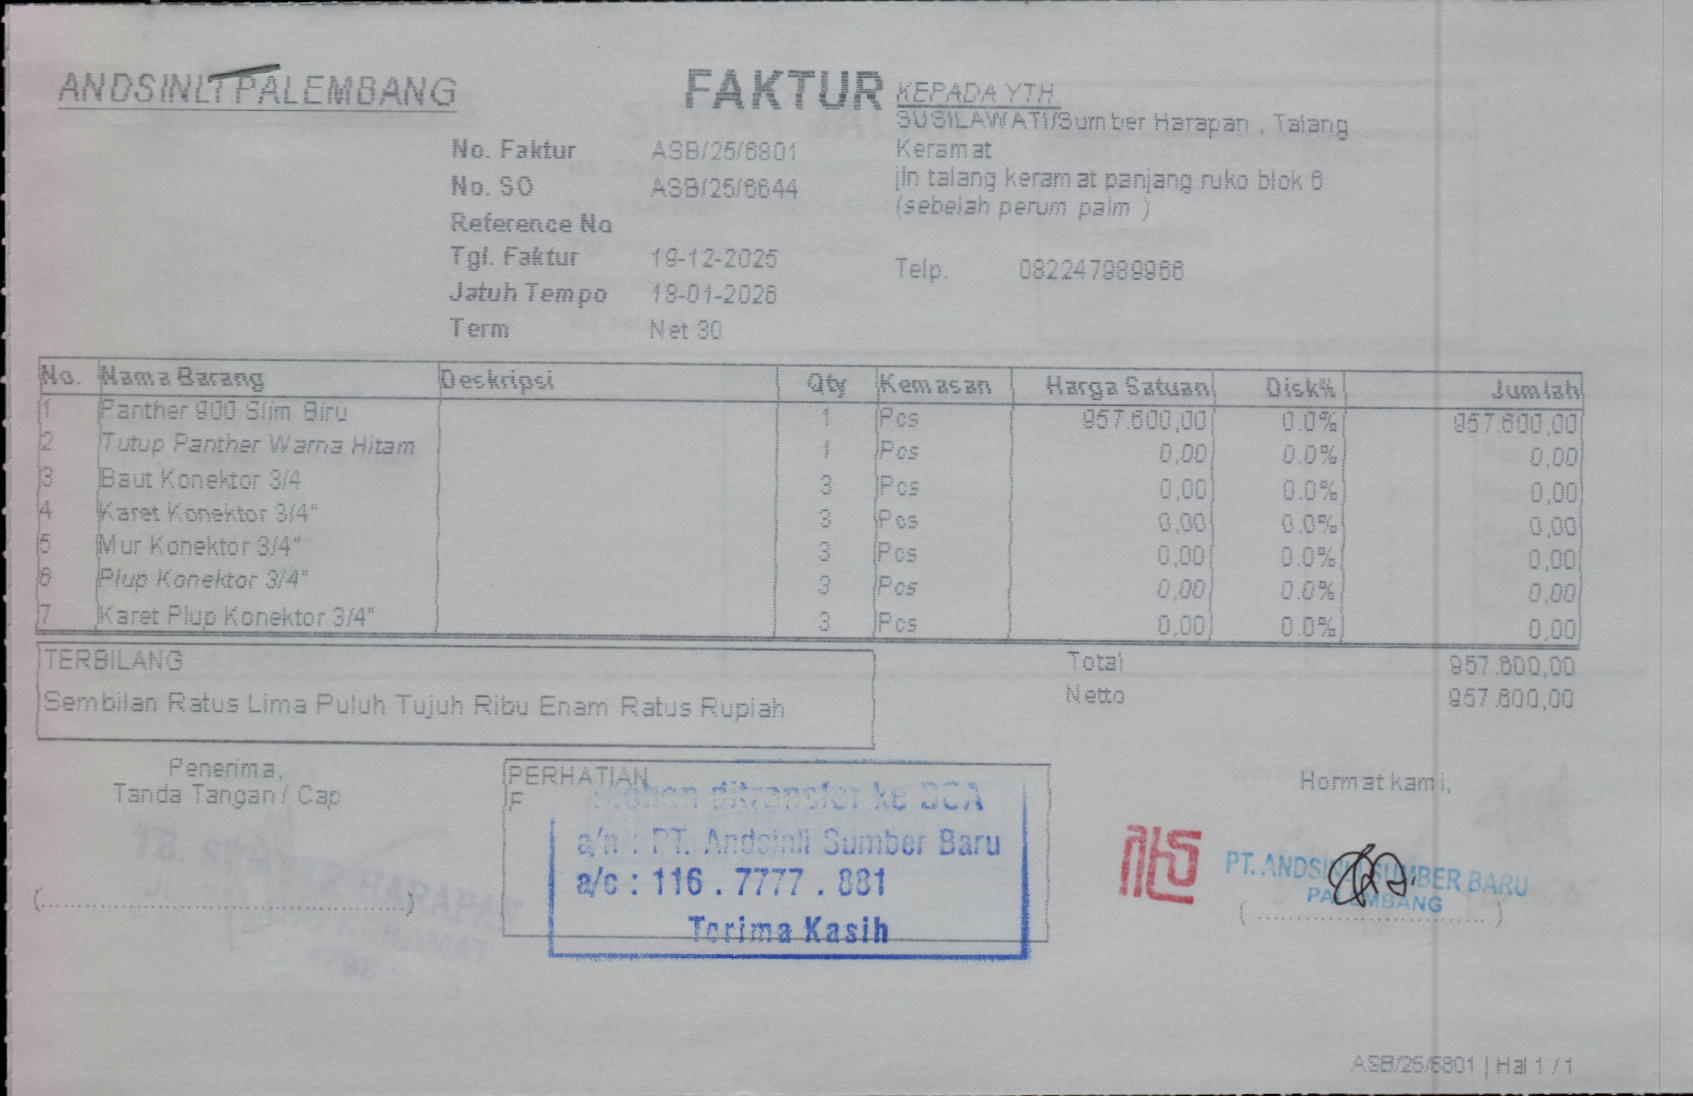 ANDSINLI PALEMBANG
FAKTUR
KEPADA YTH.
SUSILAWATI/Sumber Harapan , Talang
Keramat
jln talang keramat panjang ruko blok 6
(sebelah perum palm )
Telp. 082247989966
No. Faktur ASB/25/6801
No. SO ASB/25/6644
Reference No
Tgl. Faktur 19-12-2025
Jatuh Tempo 18-01-2026
Term Net 30
No. Nama Barang Deskripsi Qty Kemasan Harga Satuan Disk% Jumlah
1 Panther 900 Slim Biru 1 Pcs 957.600,00 0.0% 957.600,00
2 Tutup Panther Warna Hitam 1 Pcs 0,00 0.0% 0,00
3 Baut Konektor 3/4 3 Pcs 0,00 0.0% 0,00
4 Karet Konektor 3/4" 3 Pcs 0,00 0.0% 0,00
5 Mur Konektor 3/4" 3 Pcs 0,00 0.0% 0,00
6 Plup Konektor 3/4" 3 Pcs 0,00 0.0% 0,00
7 Karet Plup Konektor 3/4" 3 Pcs 0,00 0.0% 0,00
TERBILANG
Sembilan Ratus Lima Puluh Tujuh Ribu Enam Ratus Rupiah
Total 957.600,00
Netto 957.600,00
Penerima,
Tanda Tangan / Cap
TB. SUMBER HARAPAN
KERAMAT
(........................................)
PERHATIAN
F
Mohon ditransfer ke BCA
a/n : PT. Andsinli Sumber Baru
a/c : 116 . 7777 . 881
Terima Kasih
Hormat kami,
PT. ANDSINLI SUMBER BARU
PALEMBANG
( .............................. )
ASB/25/6801 | Hal 1 / 1